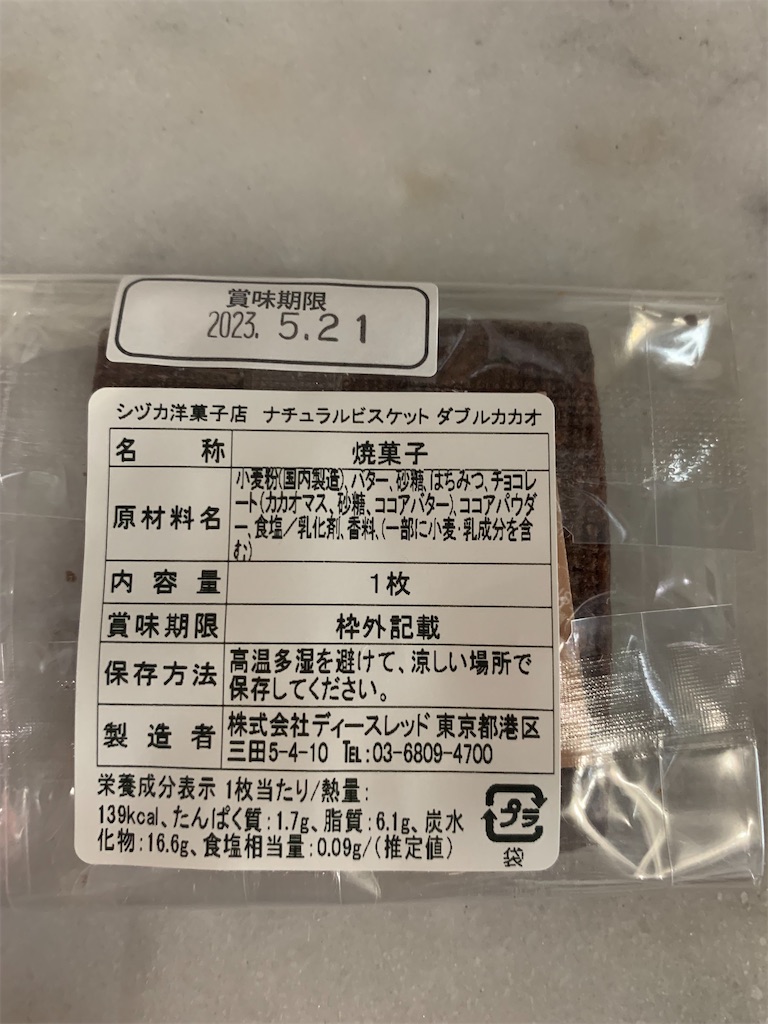 賞味期限
2023. 5.21
シヅカ洋菓子店 ナチュラルビスケット ダブルカカオ
名称 焼菓子
原材料名 小麦粉(国内製造)、バター、砂糖、はちみつ、チョコレ
ート(カカオマス、砂糖、ココアバター)、ココアパウダ
ー、食塩／乳化剤、香料、(一部に小麦・乳成分を含
む)
内容量 1枚
賞味期限 枠外記載
保存方法 高温多湿を避けて、涼しい場所で
保存してください。
製造者 株式会社ディースレッド 東京都港区
三田5-4-10 TEL:03-6809-4700
栄養成分表示 1枚当たり/熱量:
139kcal、たんぱく質:1.7g、脂質:6.1g、炭水
化物:16.6g、食塩相当量:0.09g/(推定値)
プラ
袋